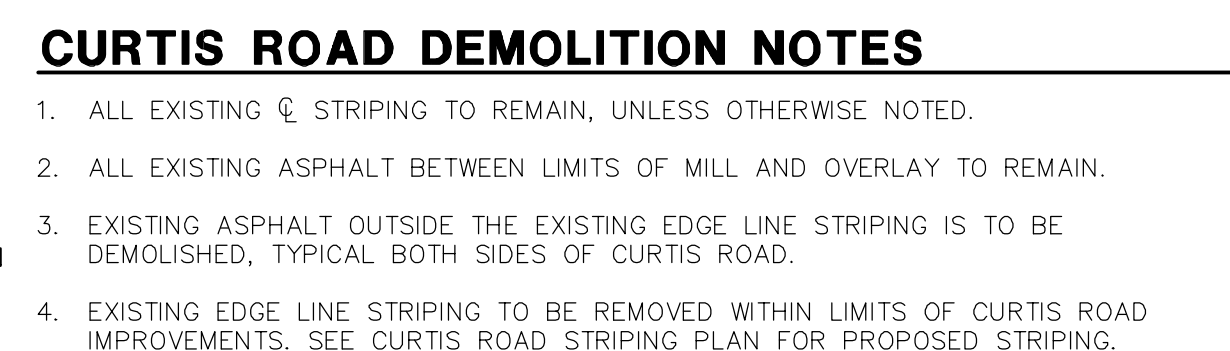 CURTIS ROAD DEMOLITION NOTES
1. ALL EXISTING ℄ STRIPING TO REMAIN, UNLESS OTHERWISE NOTED.
2. ALL EXISTING ASPHALT BETWEEN LIMITS OF MILL AND OVERLAY TO REMAIN.
3. EXISTING ASPHALT OUTSIDE THE EXISTING EDGE LINE STRIPING IS TO BE
DEMOLISHED, TYPICAL BOTH SIDES OF CURTIS ROAD.
4. EXISTING EDGE LINE STRIPING TO BE REMOVED WITHIN LIMITS OF CURTIS ROAD
IMPROVEMENTS. SEE CURTIS ROAD STRIPING PLAN FOR PROPOSED STRIPING.